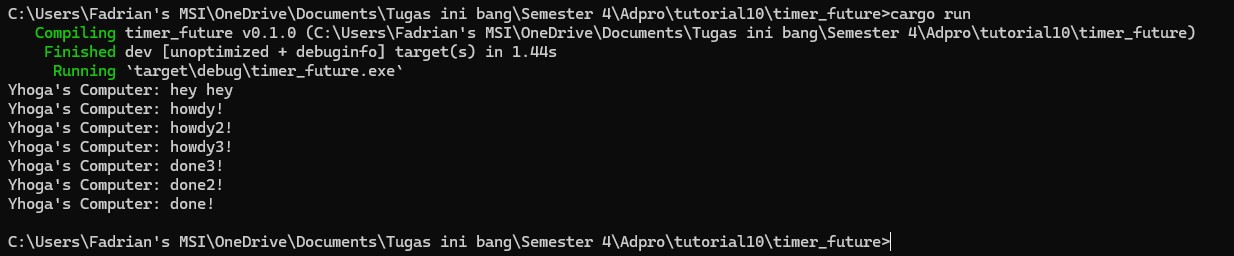 C:\Users\Fadrian's MSI\OneDrive\Documents\Tugas ini bang\Semester 4\Adpro\tutorial10\timer_future>cargo run
   Compiling timer_future v0.1.0 (C:\Users\Fadrian's MSI\OneDrive\Documents\Tugas ini bang\Semester 4\Adpro\tutorial10\timer_future)
    Finished dev [unoptimized + debuginfo] target(s) in 1.44s
     Running `target\debug\timer_future.exe`
Yhoga's Computer: hey hey
Yhoga's Computer: howdy!
Yhoga's Computer: howdy2!
Yhoga's Computer: howdy3!
Yhoga's Computer: done3!
Yhoga's Computer: done2!
Yhoga's Computer: done!
C:\Users\Fadrian's MSI\OneDrive\Documents\Tugas ini bang\Semester 4\Adpro\tutorial10\timer_future>